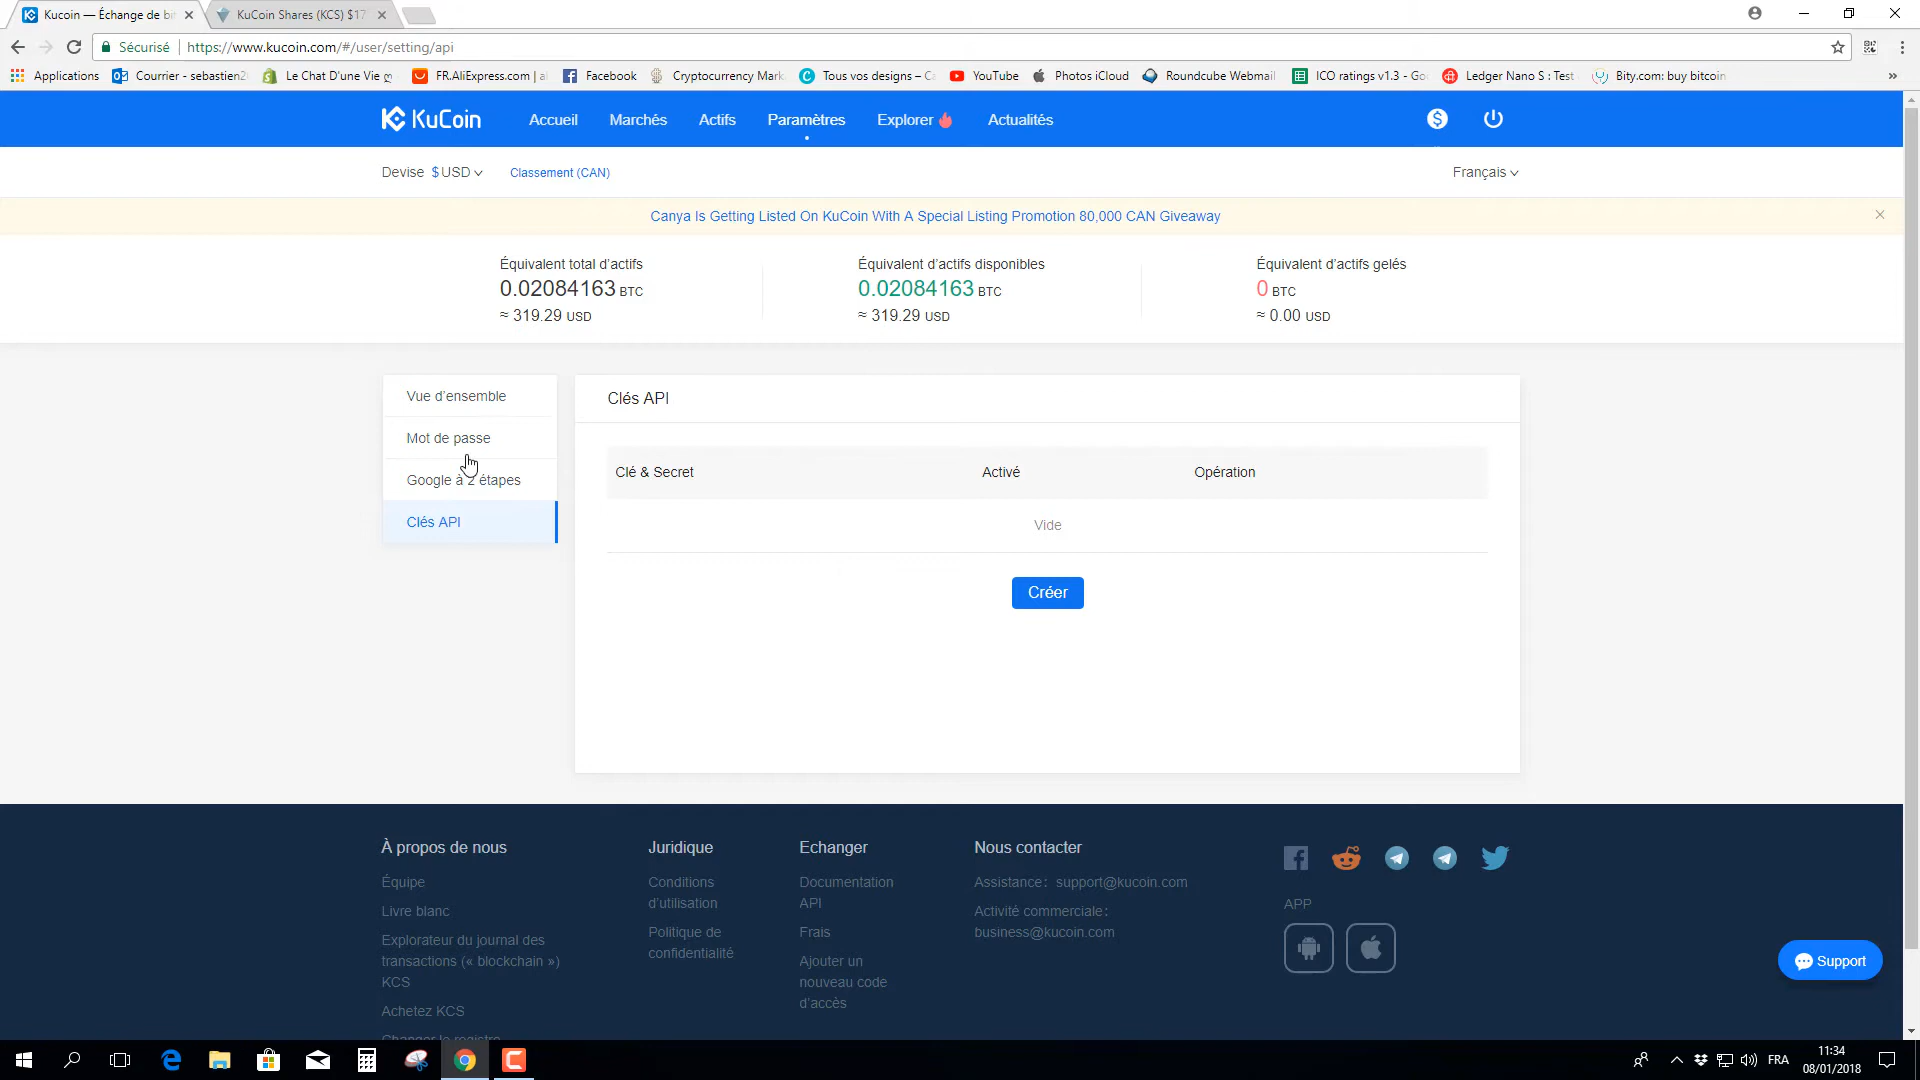 Kucoin — Échange de bi
KuCoin Shares (KCS) $17
Sécurisé
https://www.kucoin.com/#/user/setting/api
Applications
Courrier - sebastien2
Le Chat D'une Vie
FR.AliExpress.com | a
Facebook
Cryptocurrency Mark
Tous vos designs – C
YouTube
Photos iCloud
Roundcube Webmail
ICO ratings v1.3 - Go
Ledger Nano S : Test
Bity.com: buy bitcoin
»
KuCoin
Accueil
Marchés
Actifs
Paramètres
Explorer
Actualités
Devise $ USD
Classement (CAN)
Français
Canya Is Getting Listed On KuCoin With A Special Listing Promotion 80,000 CAN Giveaway
Équivalent total d’actifs
0.02084163 BTC
≈ 319.29 USD
Équivalent d’actifs disponibles
0.02084163 BTC
≈ 319.29 USD
Équivalent d’actifs gelés
0 BTC
≈ 0.00 USD
Vue d’ensemble
Mot de passe
Google à 2 étapes
Clés API
Clés API
Clé & Secret
Activé
Opération
Vide
Créer
À propos de nous
Équipe
Livre blanc
Explorateur du journal des
transactions (« blockchain »)
KCS
Achetez KCS
Changer le registre
Juridique
Conditions
d’utilisation
Politique de
confidentialité
Echanger
Documentation
API
Frais
Ajouter un
nouveau code
d’accès
Nous contacter
Assistance： support@kucoin.com
Activité commerciale：
business@kucoin.com
APP
Support
FRA
11:34
08/01/2018